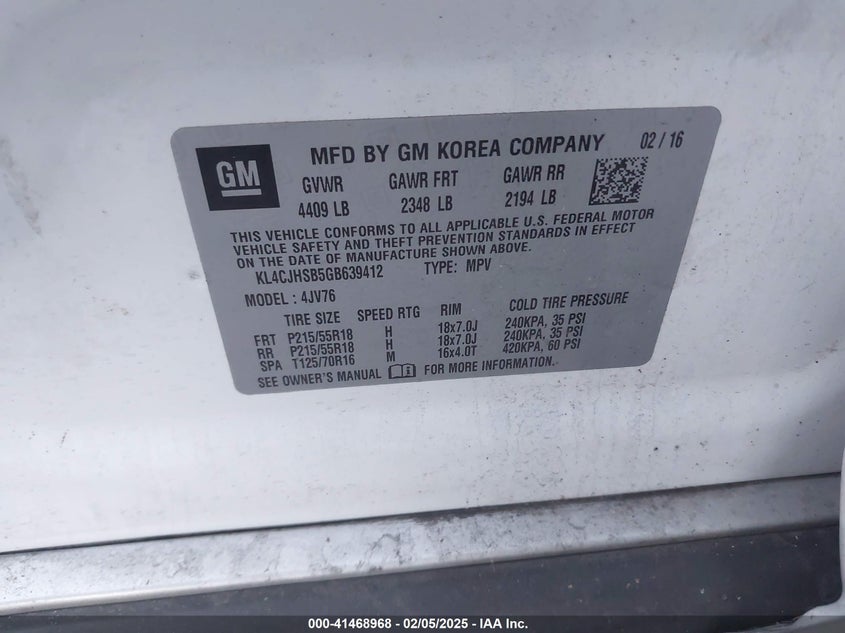 GM
MFD BY GM KOREA COMPANY 02 / 16
GVWR GAWR FRT GAWR RR
4409 LB 2348 LB 2194 LB
THIS VEHICLE CONFORMS TO ALL APPLICABLE U.S. FEDERAL MOTOR
VEHICLE SAFETY AND THEFT PREVENTION STANDARDS IN EFFECT
ON THE DATE OF MANUFACTURE SHOWN ABOVE.
KL4CJHSB5GB639412 TYPE: MPV
MODEL : 4JV76
TIRE SIZE SPEED RTG RIM COLD TIRE PRESSURE
FRT P215/55R18 H 18x7.0J 240KPA, 35 PSI
RR P215/55R18 H 18x7.0J 240KPA, 35 PSI
SPA T125/70R16 M 16x4.0T 420KPA, 60 PSI
SEE OWNER'S MANUAL FOR MORE INFORMATION.
000-41468968 - 02/05/2025 - IAA Inc.